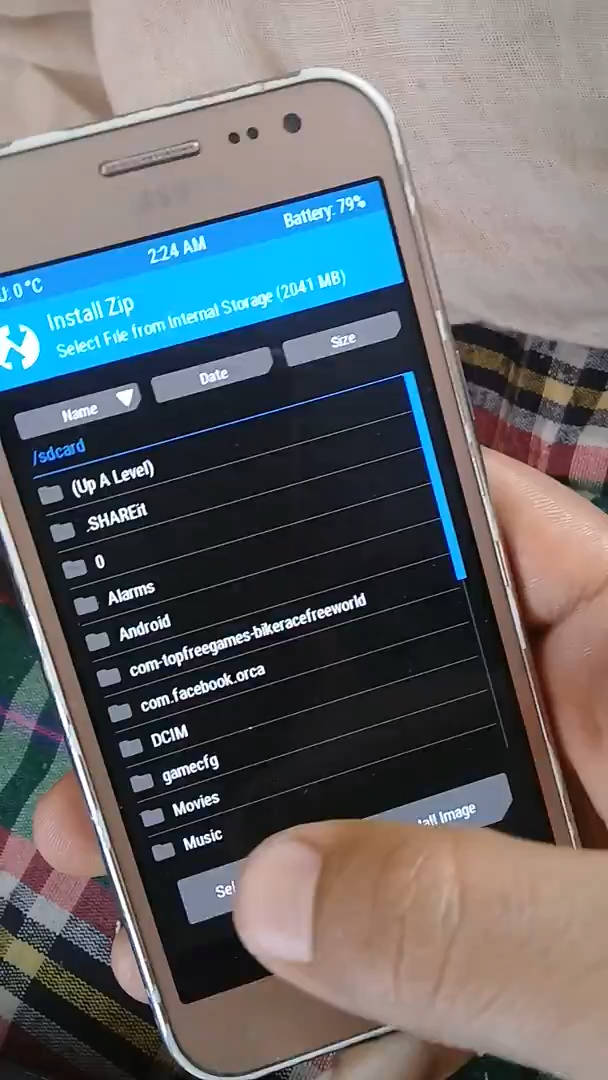 Battery: 79%
2:24 AM
U: 0 °C
Install Zip
Select File from Internal Storage (2041 MB)
Name
Date
Size
/sdcard
(Up A Level)
.SHAREit
0
Alarms
Android
com-topfreegames-bikeracefreeworld
com.facebook.orca
DCIM
gamecfg
Movies
Music
Image